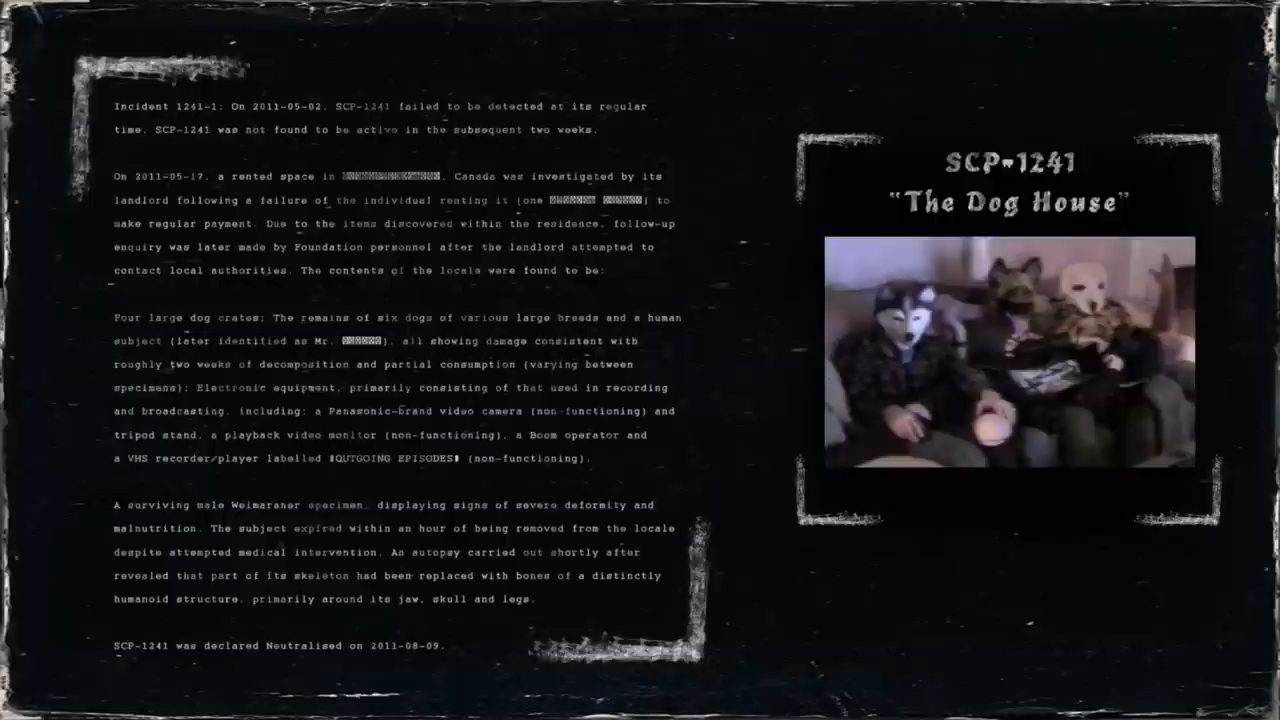 Incident 1241-1: On 2011-05-02, SCP-1241 failed to be detected at its regular
time. SCP-1241 was not found to be active in the subsequent two weeks.
On 2011-05-17, a rented space in , Canada was investigated by its
landlord following a failure of the individual renting it (one ) to
make regular payment. Due to the items discovered within the residence, follow-up
enquiry was later made by Foundation personnel after the landlord attempted to
contact local authorities. The contents of the locale were found to be:
Four large dog crates; The remains of six dogs of various large breeds and a human
subject (later identified as Mr. ), all showing damage consistent with
roughly two weeks of decomposition and partial consumption (varying between
specimens); Electronic equipment, primarily consisting of that used in recording
and broadcasting, including: a Panasonic-brand video camera (non-functioning) and
tripod stand, a playback video monitor (non-functioning), a Boom operator and
a VHS recorder/player labelled "OUTGOING EPISODES" (non-functioning).
A surviving male Weimaraner specimen, displaying signs of severe deformity and
malnutrition. The subject expired within an hour of being removed from the locale
despite attempted medical intervention. An autopsy carried out shortly after
revealed that part of its skeleton had been replaced with bones of a distinctly
humanoid structure, primarily around its jaw, skull and legs.
SCP-1241 was declared Neutralised on 2011-08-09.
SCP-1241
"The Dog House"